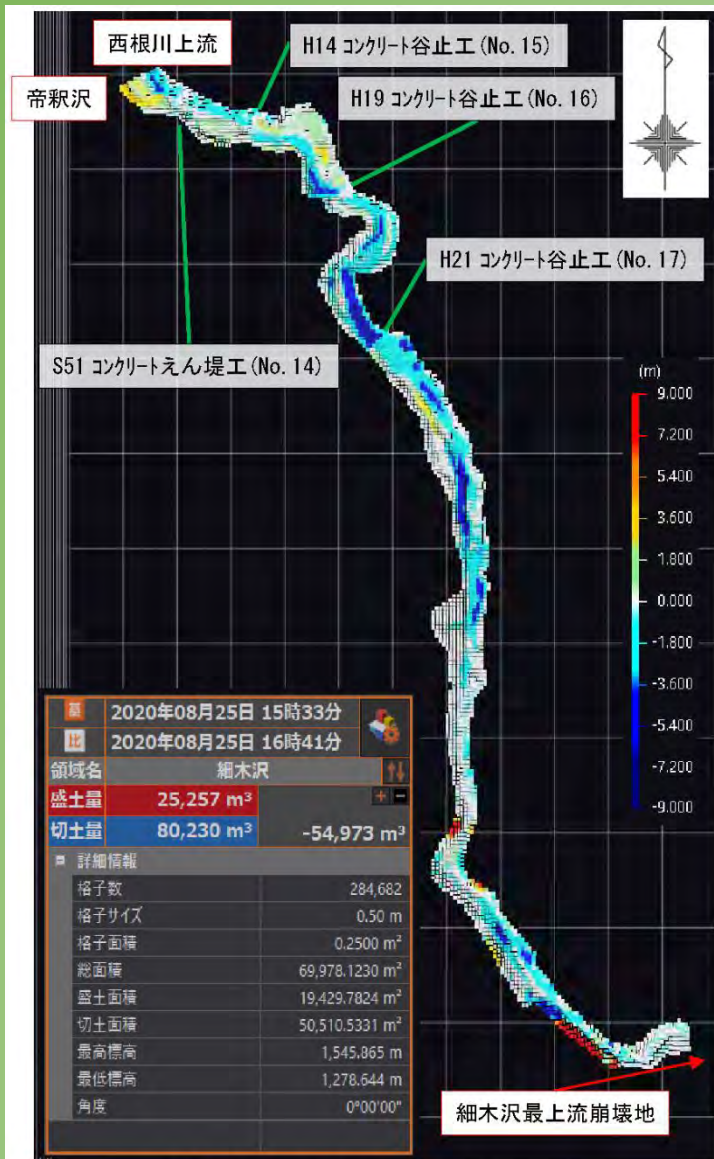 西根川上流
帝釈沢
H14 コンクリート谷止工(No. 15)
H19 コンクリート谷止工(No. 16)
H21 コンクリート谷止工(No. 17)
S51 コンクリートえん堤工(No. 14)
(m)
9.000
7.200
5.400
3.600
1.800
0.000
-1.800
-3.600
-5.400
-7.200
-9.000
基 2020年08月25日 15時33分
比 2020年08月25日 16時41分
領域名 細木沢
盛土量 25,257 m³
切土量 80,230 m³ -54,973 m³
詳細情報
格子数 284,682
格子サイズ 0.50 m
格子面積 0.2500 m²
総面積 69,978.1230 m²
盛土面積 19,429.7824 m²
切土面積 50,510.5331 m²
最高標高 1,545.865 m
最低標高 1,278.644 m
角度 0°00'00"
細木沢最上流崩壊地